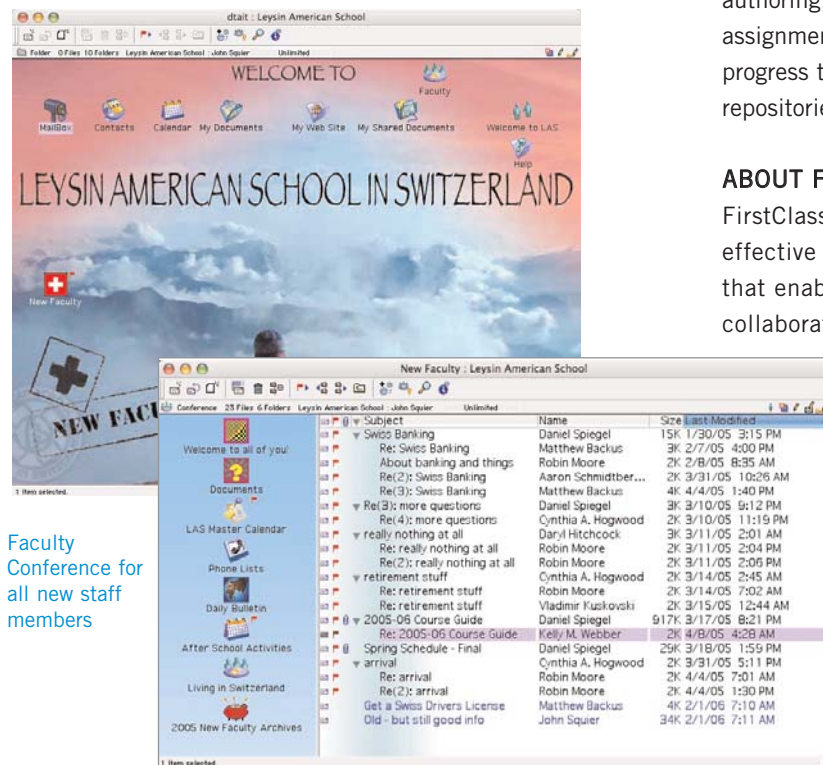 dtait : Leysin American School
Folder 0 Files 10 Folders Leysin American School : John Squier Unlimited
WELCOME TO
Faculty
MailBox Contacts Calendar My Documents My Web Site My Shared Documents Welcome to LAS
Help
LEYSIN AMERICAN SCHOOL IN SWITZERLAND
New Faculty
NEW FACU
1 Item selected.
Faculty
Conference for
all new staff
members
New Faculty : Leysin American School
Conference 23 Files 6 Folders Leysin American School : John Squier Unlimited
Welcome to all of you!
Documents
LAS Master Calendar
Phone Lists
Daily Bulletin
After School Activities
Living in Switzerland
2005 New Faculty Archives
Subject Name Size Last Modified
Swiss Banking Daniel Spiegel 15K 1/30/05 3:15 PM
Re: Swiss Banking Matthew Backus 3K 2/7/05 4:00 PM
About banking and things Robin Moore 2K 2/8/05 8:35 AM
Re(2): Swiss Banking Aaron Schmidtber... 2K 3/31/05 10:26 AM
Re(3): Swiss Banking Matthew Backus 4K 4/4/05 1:40 PM
Re(3): more questions Daniel Spiegel 3K 3/10/05 9:12 PM
Re(4): more questions Cynthia A. Hogwood 2K 3/10/05 11:19 PM
really nothing at all Daryl Hitchcock 3K 3/11/05 2:01 AM
Re: really nothing at all Robin Moore 2K 3/11/05 2:04 PM
Re(2): really nothing at all Robin Moore 2K 3/11/05 2:06 PM
retirement stuff Cynthia A. Hogwood 2K 3/14/05 2:45 AM
Re: retirement stuff Robin Moore 2K 3/14/05 7:02 AM
Re: retirement stuff Vladimir Kuskovski 2K 3/15/05 12:44 AM
2005-06 Course Guide Daniel Spiegel 917K 3/17/05 8:21 PM
Re: 2005-06 Course Guide Kelly M. Webber 2K 4/8/05 4:28 AM
Spring Schedule - Final Daniel Spiegel 29K 3/18/05 1:59 PM
arrival Cynthia A. Hogwood 2K 3/31/05 5:11 PM
Re: arrival Robin Moore 2K 4/4/05 7:01 AM
Re(2): arrival Robin Moore 2K 4/4/05 1:30 PM
Get a Swiss Drivers License Matthew Backus 4K 2/1/06 7:10 AM
Old - but still good info John Squier 34K 2/1/06 7:11 AM
1 Item selected.
authoring
assignmen
progress t
repositorie
ABOUT F
FirstClass
effective
that enab
collaborat